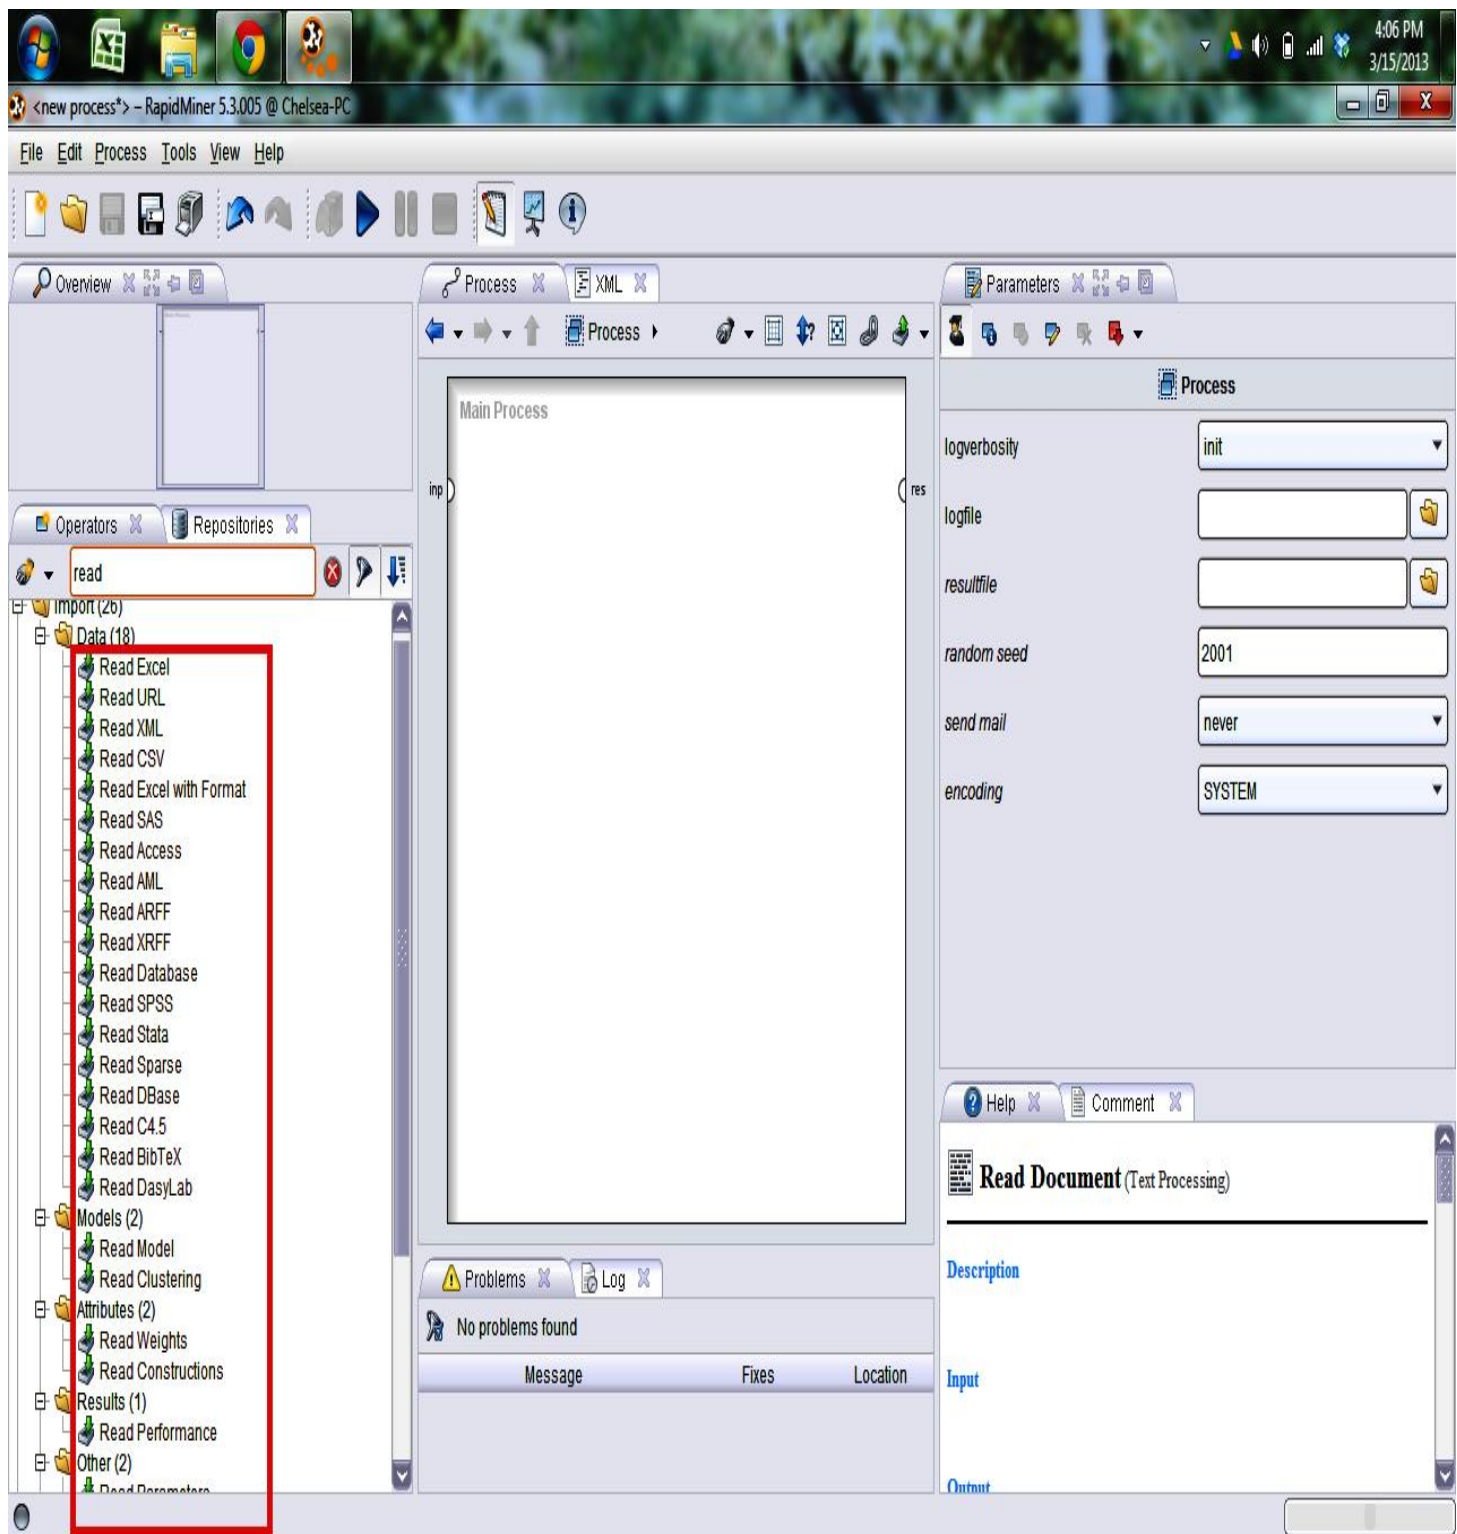 4:06 PM
3/15/2013
<new process*> – RapidMiner 5.3.005 @ Chelsea-PC
File Edit Process Tools View Help
Overview
Process XML
Parameters
Process
Process
Main Process
inp
res
logverbosity init
logfile
resultfile
random seed 2001
send mail never
encoding SYSTEM
Operators Repositories
read
Import (26)
Data (18)
Read Excel
Read URL
Read XML
Read CSV
Read Excel with Format
Read SAS
Read Access
Read AML
Read ARFF
Read XRFF
Read Database
Read SPSS
Read Stata
Read Sparse
Read DBase
Read C4.5
Read BibTeX
Read DasyLab
Models (2)
Read Model
Read Clustering
Attributes (2)
Read Weights
Read Constructions
Results (1)
Read Performance
Other (2)
Read Parameters
Problems Log
No problems found
Message Fixes Location
Help Comment
Read Document (Text Processing)
Description
Input
Output